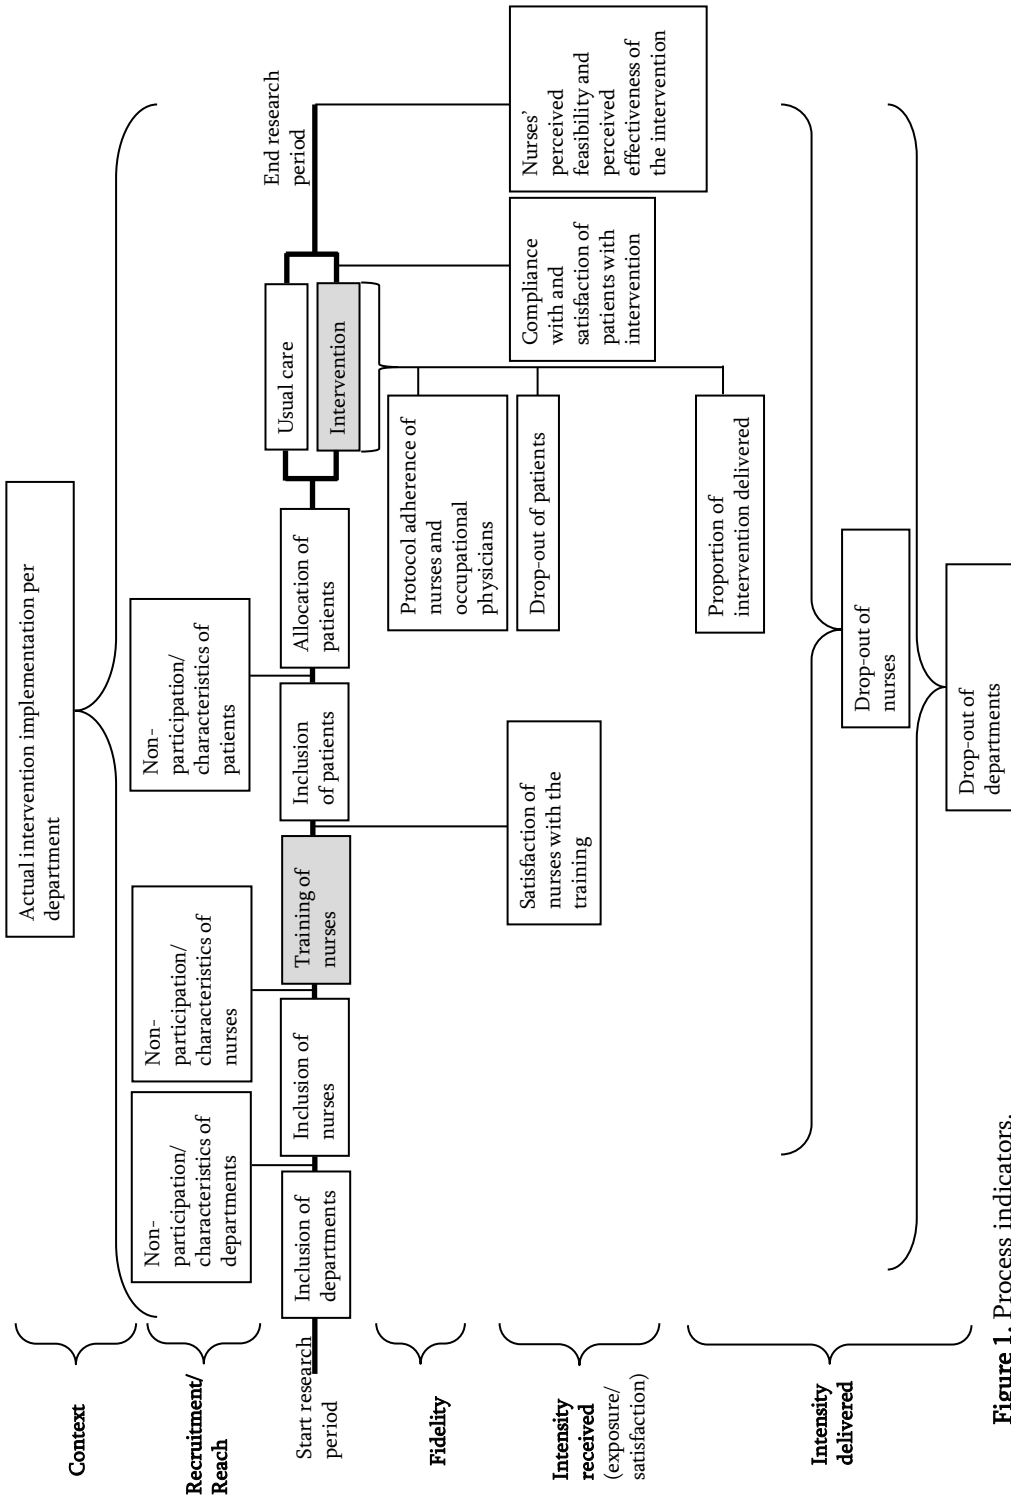 Context
Actual intervention implementation per
department
Recruitment/
Reach
Non-
participation/
characteristics of
departments
Non-
participation/
characteristics of
nurses
Non-
participation/
characteristics of
patients
Start research
period
Inclusion of
departments
Inclusion of
nurses
Training of
nurses
Inclusion
of patients
Allocation of
patients
Usual care
Intervention
End research
period
Fidelity
Protocol adherence of
nurses and
occupational
physicians
Intensity
received
(exposure/
satisfaction)
Satisfaction of
nurses with the
training
Drop-out of patients
Compliance
with and
satisfaction of
patients with
intervention
Nurses'
perceived
feasibility and
perceived
effectiveness of
the intervention
Intensity
delivered
Proportion of
intervention delivered
Drop-out of
nurses
Drop-out of
departments
Figure 1. Process indicators.